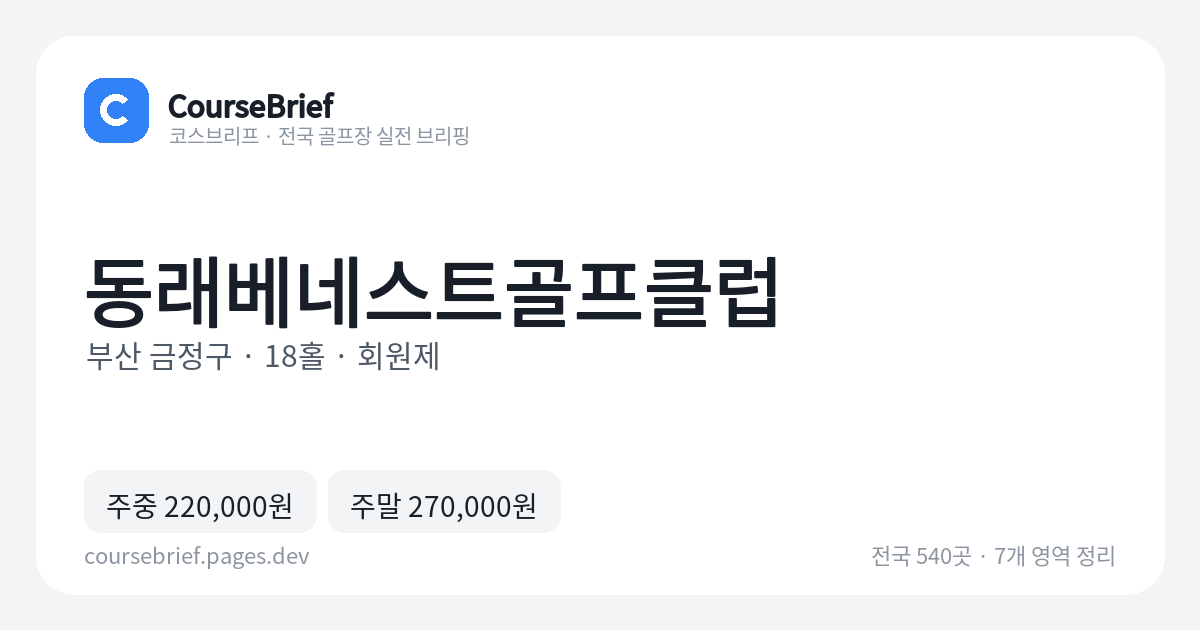 C
CourseBrief
코스브리프 · 전국 골프장 실전 브리핑
동래베네스트골프클럽
부산 금정구 · 18홀 · 회원제
주중 220,000원
주말 270,000원
coursebrief.pages.dev
전국 540곳 · 7개 영역 정리